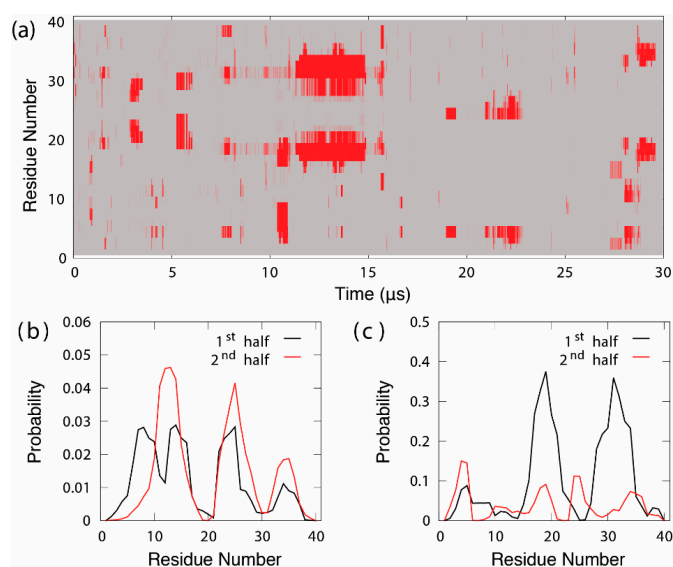 (a)
40
30
20
10
0
Residue Number
0 5 10 15 20 25 30
Time (μs)
(b)
1st half
2nd half
0.06
0.05
0.04
0.03
0.02
0.01
0
Probability
0 10 20 30 40
Residue Number
(c)
1st half
2nd half
0.5
0.4
0.3
0.2
0.1
0
Probability
0 10 20 30 40
Residue Number